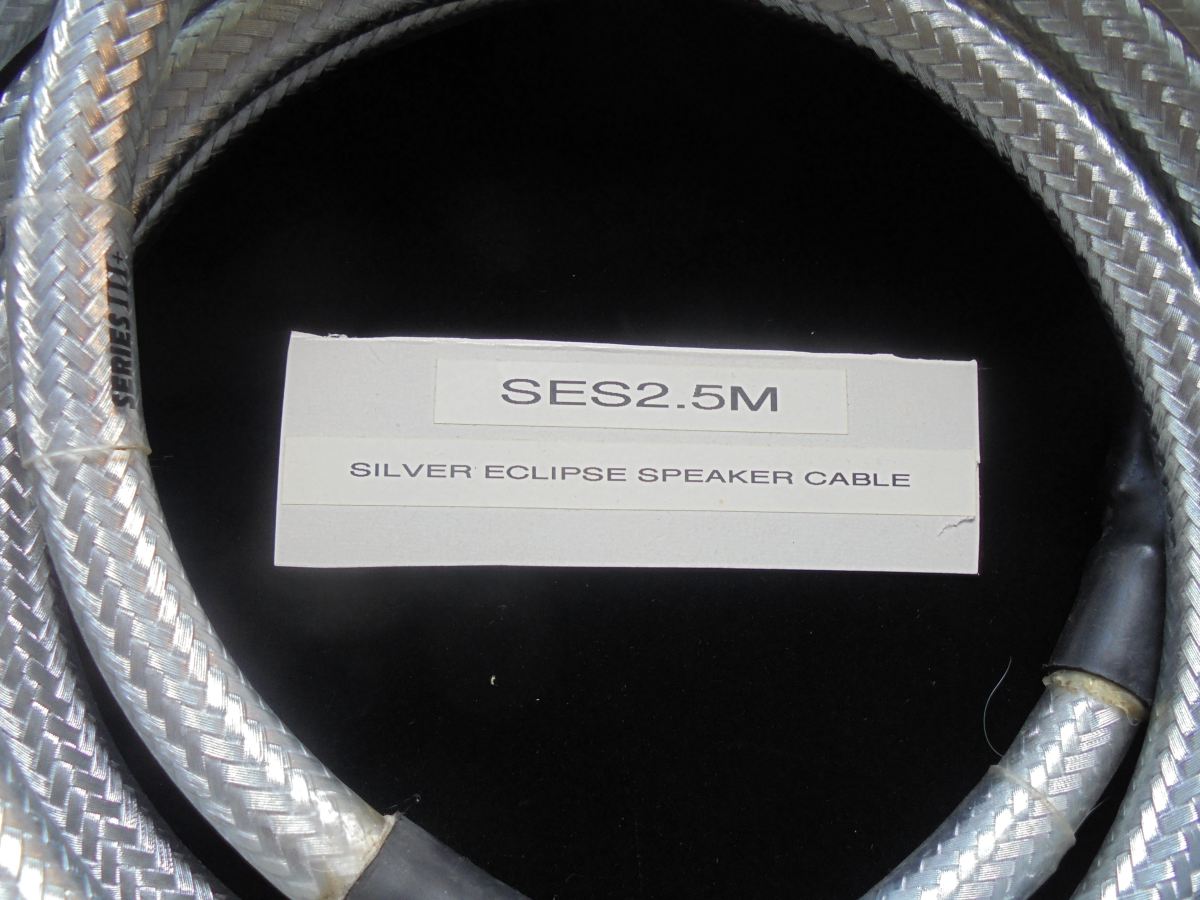 SERIES III+
SES2.5M
SILVER ECLIPSE SPEAKER CABLE